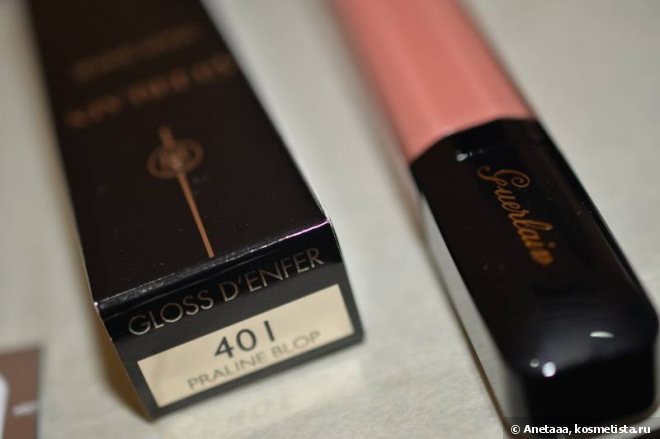 GLOSS D'ENFER
401
PRALINE BLOP
Guerlain
© Anetaaa, kosmetista.ru